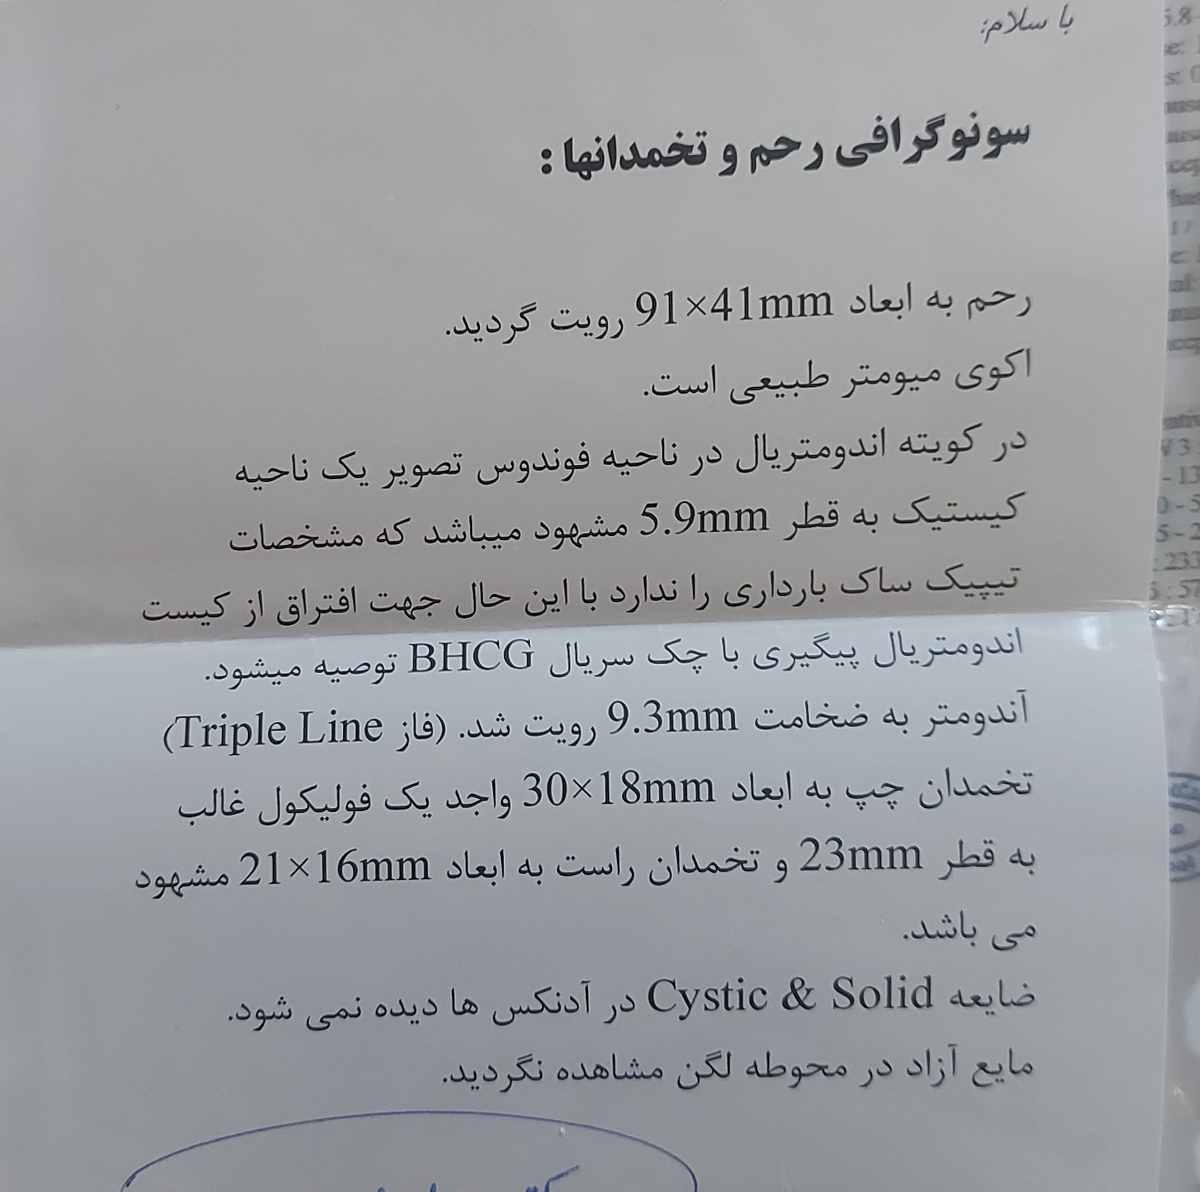 با سلام:
سونوگرافی رحم و تخمدانها :
رحم به ابعاد 91×41mm رویت گردید.
اکوی میومتر طبیعی است.
در کویته اندومتریال در ناحیه فوندوس تصویر یک ناحیه
کیستیک به قطر 5.9mm مشهود میباشد که مشخصات
تیپیک ساک بارداری را ندارد با این حال جهت افتراق از کیست
اندومتریال پیگیری با چک سریال BHCG توصیه میشود.
آندومتر به ضخامت 9.3mm رویت شد. (فاز Triple Line)
تخمدان چپ به ابعاد 30×18mm واجد یک فولیکول غالب
به قطر 23mm و تخمدان راست به ابعاد 21×16mm مشهود
می باشد.
ضایعه Cystic & Solid در آدنکس ها دیده نمی شود.
مایع آزاد در محوطه لگن مشاهده نگردید.